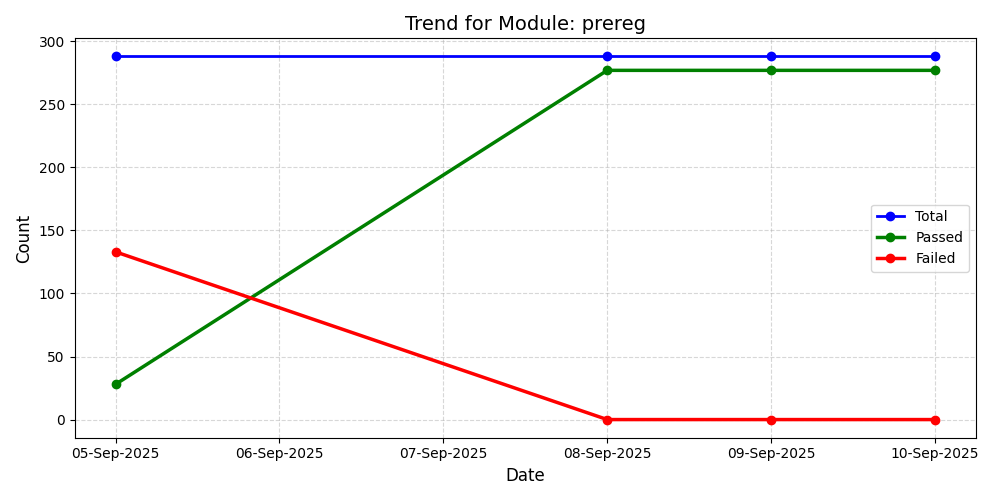 Trend for Module: prereg
Count
300
250
200
150
100
50
0
Total
Passed
Failed
05-Sep-2025 06-Sep-2025 07-Sep-2025 08-Sep-2025 09-Sep-2025 10-Sep-2025
Date